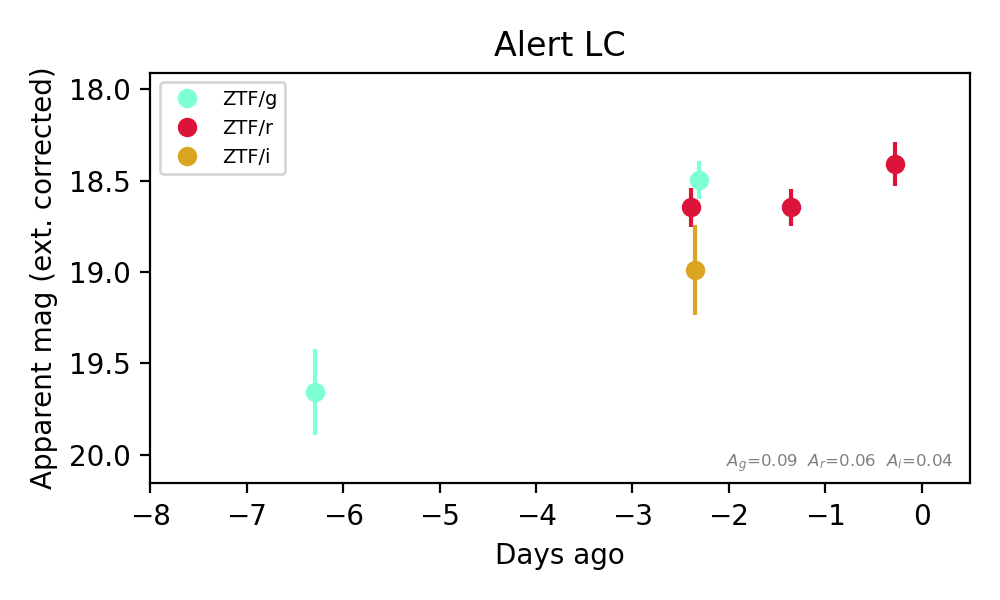 Alert LC
Apparent mag (ext. corrected)
18.0
18.5
19.0
19.5
20.0
ZTF/g
ZTF/r
ZTF/i
A_g=0.09 A_r=0.06 A_i=0.04
−8 −7 −6 −5 −4 −3 −2 −1 0
Days ago